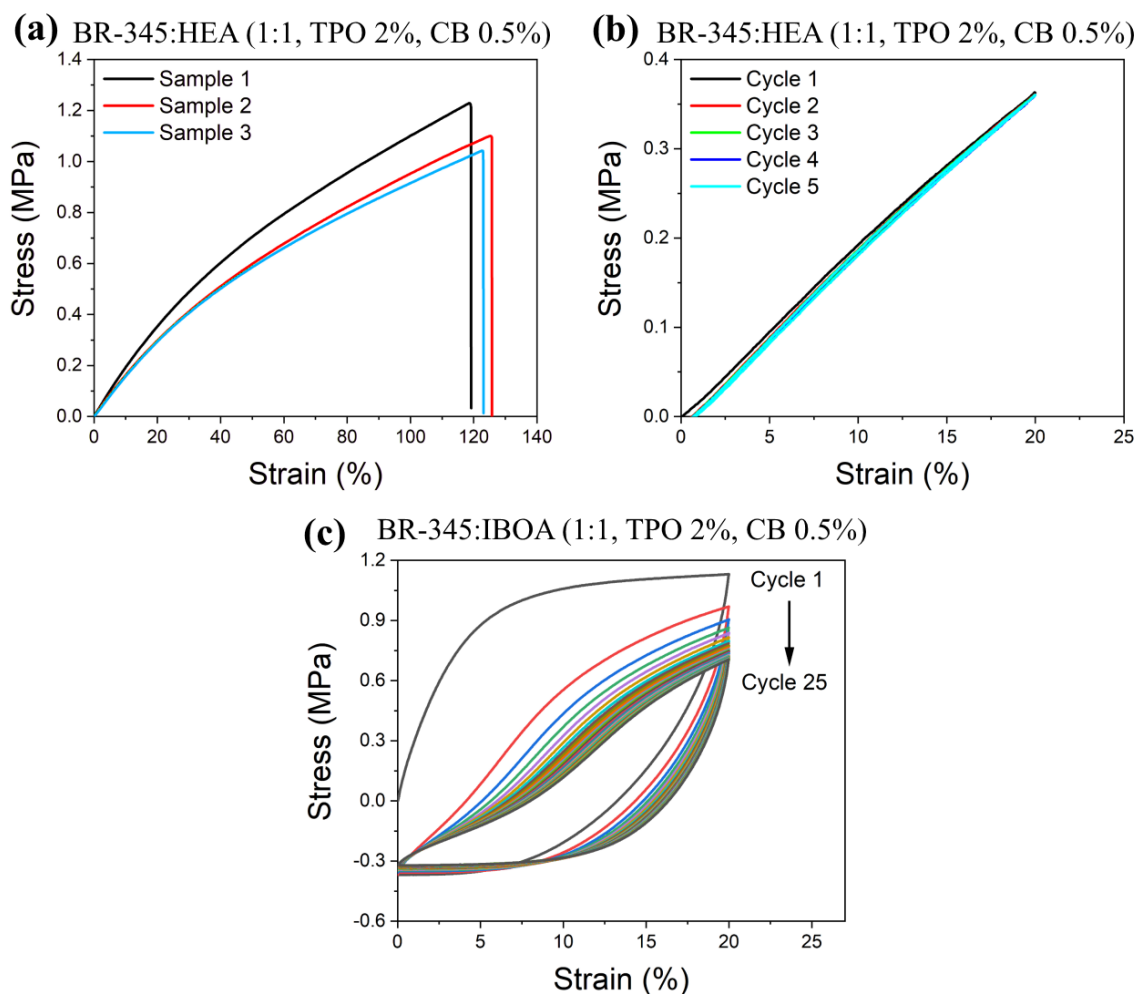 (a) BR-345:HEA (1:1, TPO 2%, CB 0.5%)
1.4
1.2
1.0
0.8
0.6
0.4
0.2
0.0
Stress (MPa)
Sample 1
Sample 2
Sample 3
0 20 40 60 80 100 120 140
Strain (%)
(b) BR-345:HEA (1:1, TPO 2%, CB 0.5%)
0.4
0.3
0.2
0.1
0.0
Stress (MPa)
Cycle 1
Cycle 2
Cycle 3
Cycle 4
Cycle 5
0 5 10 15 20 25
Strain (%)
(c) BR-345:IBOA (1:1, TPO 2%, CB 0.5%)
1.2
0.9
0.6
0.3
0.0
-0.3
-0.6
Stress (MPa)
Cycle 1
Cycle 25
0 5 10 15 20 25
Strain (%)